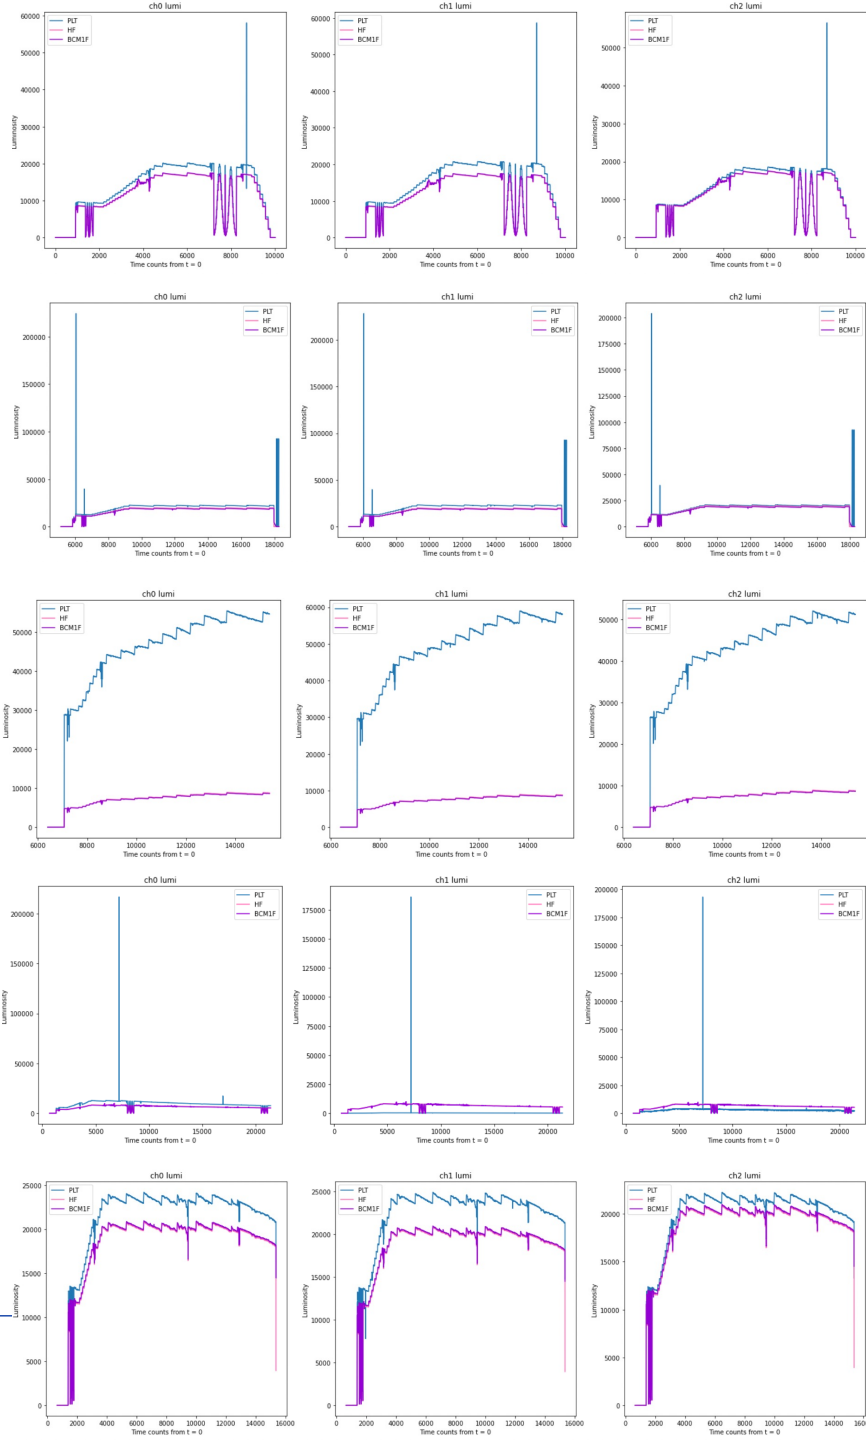 ch0 lumi
PLT
HF
BCM1F
Luminosity
60000
50000
40000
30000
20000
10000
0
0 2000 4000 6000 8000 10000
Time counts from t = 0
ch1 lumi
PLT
HF
BCM1F
Luminosity
60000
50000
40000
30000
20000
10000
0
0 2000 4000 6000 8000 10000
Time counts from t = 0
ch2 lumi
PLT
HF
BCM1F
Luminosity
50000
40000
30000
20000
10000
0
0 2000 4000 6000 8000 10000
Time counts from t = 0
ch0 lumi
PLT
HF
BCM1F
Luminosity
200000
150000
100000
50000
0
6000 8000 10000 12000 14000 16000 18000
Time counts from t = 0
ch1 lumi
PLT
HF
BCM1F
Luminosity
200000
150000
100000
50000
0
6000 8000 10000 12000 14000 16000 18000
Time counts from t = 0
ch2 lumi
PLT
HF
BCM1F
Luminosity
200000
175000
150000
125000
100000
75000
50000
25000
0
6000 8000 10000 12000 14000 16000 18000
Time counts from t = 0
ch0 lumi
PLT
HF
BCM1F
Luminosity
50000
40000
30000
20000
10000
0
6000 8000 10000 12000 14000
Time counts from t = 0
ch1 lumi
PLT
HF
BCM1F
Luminosity
60000
50000
40000
30000
20000
10000
0
6000 8000 10000 12000 14000
Time counts from t = 0
ch2 lumi
PLT
HF
BCM1F
Luminosity
50000
40000
30000
20000
10000
0
6000 8000 10000 12000 14000
Time counts from t = 0
ch0 lumi
PLT
HF
BCM1F
Luminosity
200000
150000
100000
50000
0
0 5000 10000 15000 20000
Time counts from t = 0
ch1 lumi
PLT
HF
BCM1F
Luminosity
175000
150000
125000
100000
75000
50000
25000
0
0 5000 10000 15000 20000
Time counts from t = 0
ch2 lumi
PLT
HF
BCM1F
Luminosity
200000
175000
150000
125000
100000
75000
50000
25000
0
0 5000 10000 15000 20000
Time counts from t = 0
ch0 lumi
PLT
HF
BCM1F
Luminosity
25000
20000
15000
10000
5000
0
0 2000 4000 6000 8000 10000 12000 14000 16000
Time counts from t = 0
ch1 lumi
PLT
HF
BCM1F
Luminosity
25000
20000
15000
10000
5000
0
0 2000 4000 6000 8000 10000 12000 14000 16000
Time counts from t = 0
ch2 lumi
PLT
HF
BCM1F
Luminosity
20000
15000
10000
5000
0
0 2000 4000 6000 8000 10000 12000 14000
Time counts from t = 0